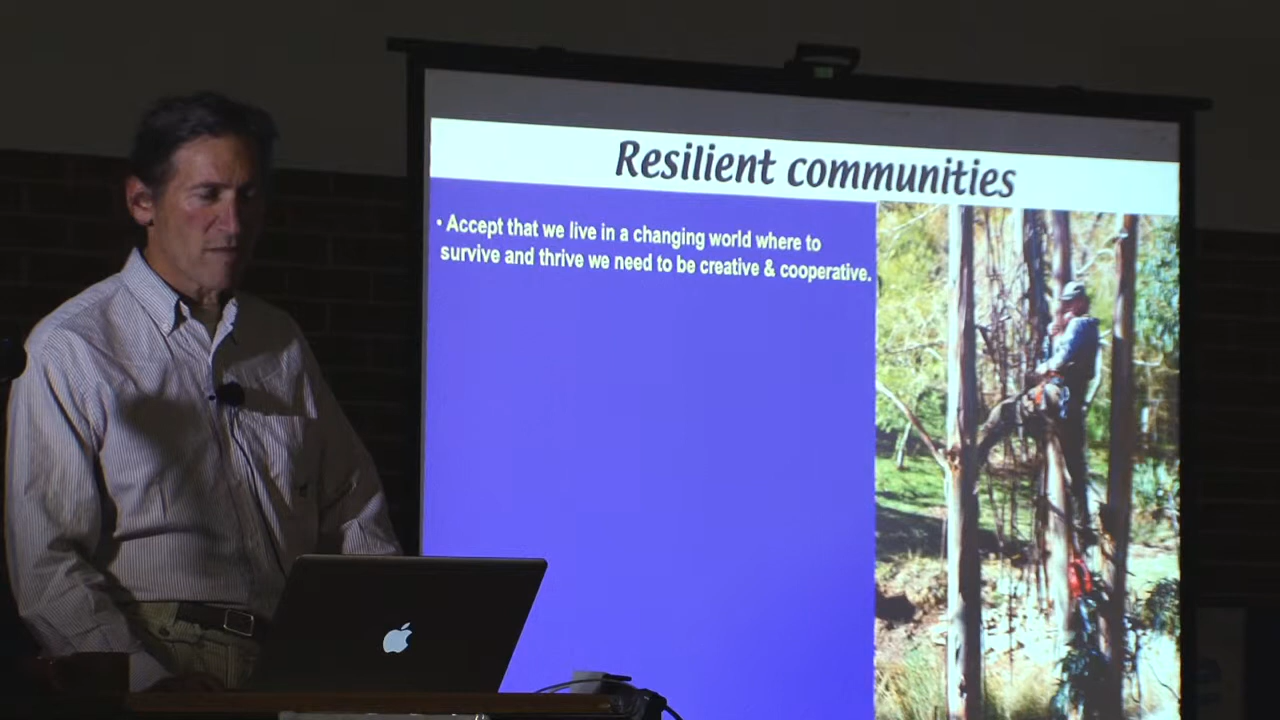 Resilient communities
• Accept that we live in a changing world where to
survive and thrive we need to be creative & cooperative.